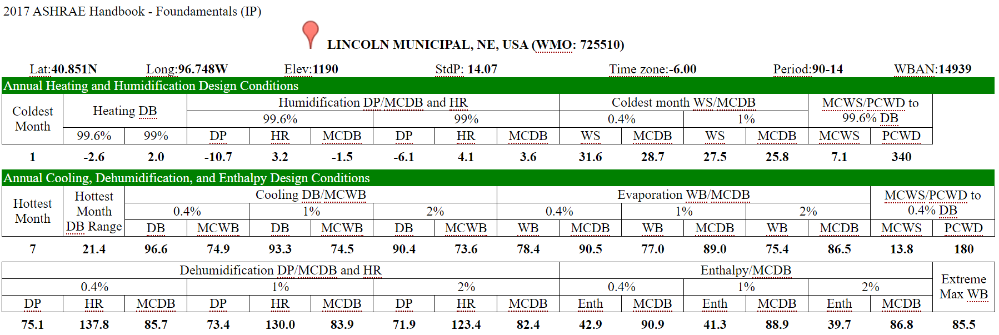 2017 ASHRAE Handbook - Foundamentals (IP)
LINCOLN MUNICIPAL, NE, USA (WMO: 725510)
Lat:40.851N Long:96.748W Elev:1190 StdP: 14.07 Time zone:-6.00 Period:90-14 WBAN:14939
Annual Heating and Humidification Design Conditions
Coldest Month Heating DB Humidification DP/MCDB and HR Coldest month WS/MCDB MCWS/PCWD to 99.6% DB
99.6% 99% 0.4% 1%
99.6% 99% DP HR MCDB DP HR MCDB WS MCDB WS MCDB MCWS PCWD
1 -2.6 2.0 -10.7 3.2 -1.5 -6.1 4.1 3.6 31.6 28.7 27.5 25.8 7.1 340
Annual Cooling, Dehumidification, and Enthalpy Design Conditions
Hottest Month Hottest Month DB Range Cooling DB/MCWB Evaporation WB/MCDB MCWS/PCWD to 0.4% DB
0.4% 1% 2% 0.4% 1% 2%
DB MCWB DB MCWB DB MCWB WB MCDB WB MCDB WB MCDB MCWS PCWD
7 21.4 96.6 74.9 93.3 74.5 90.4 73.6 78.4 90.5 77.0 89.0 75.4 86.5 13.8 180
Dehumidification DP/MCDB and HR Enthalpy/MCDB Extreme Max WB
0.4% 1% 2% 0.4% 1% 2%
DP HR MCDB DP HR MCDB DP HR MCDB Enth MCDB Enth MCDB Enth MCDB
75.1 137.8 85.7 73.4 130.0 83.9 71.9 123.4 82.4 42.9 90.9 41.3 88.9 39.7 86.8 85.5